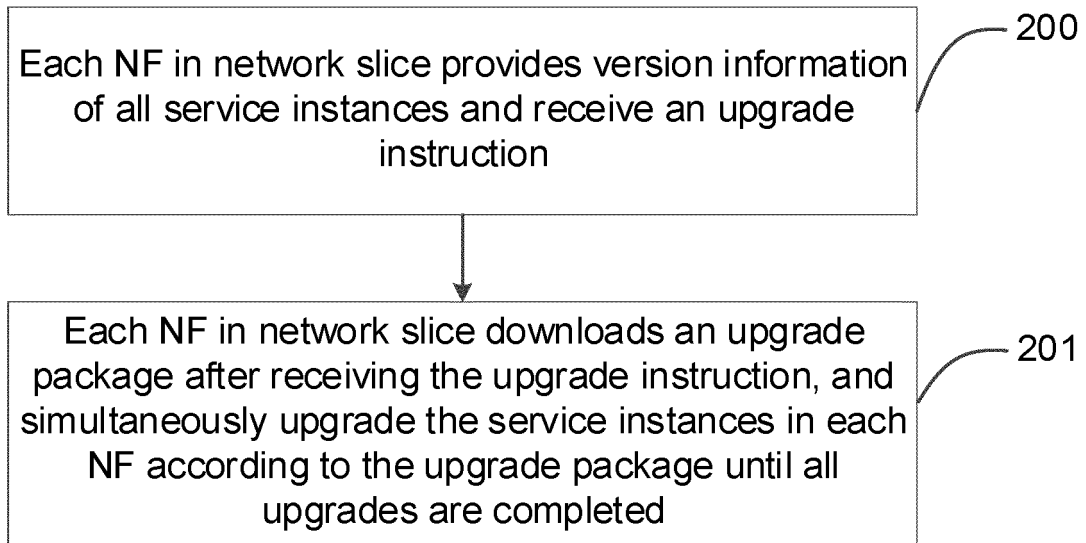 Each NF in network slice provides version information
of all service instances and receive an upgrade
instruction
200
Each NF in network slice downloads an upgrade
package after receiving the upgrade instruction, and
simultaneously upgrade the service instances in each
NF according to the upgrade package until all
upgrades are completed
201